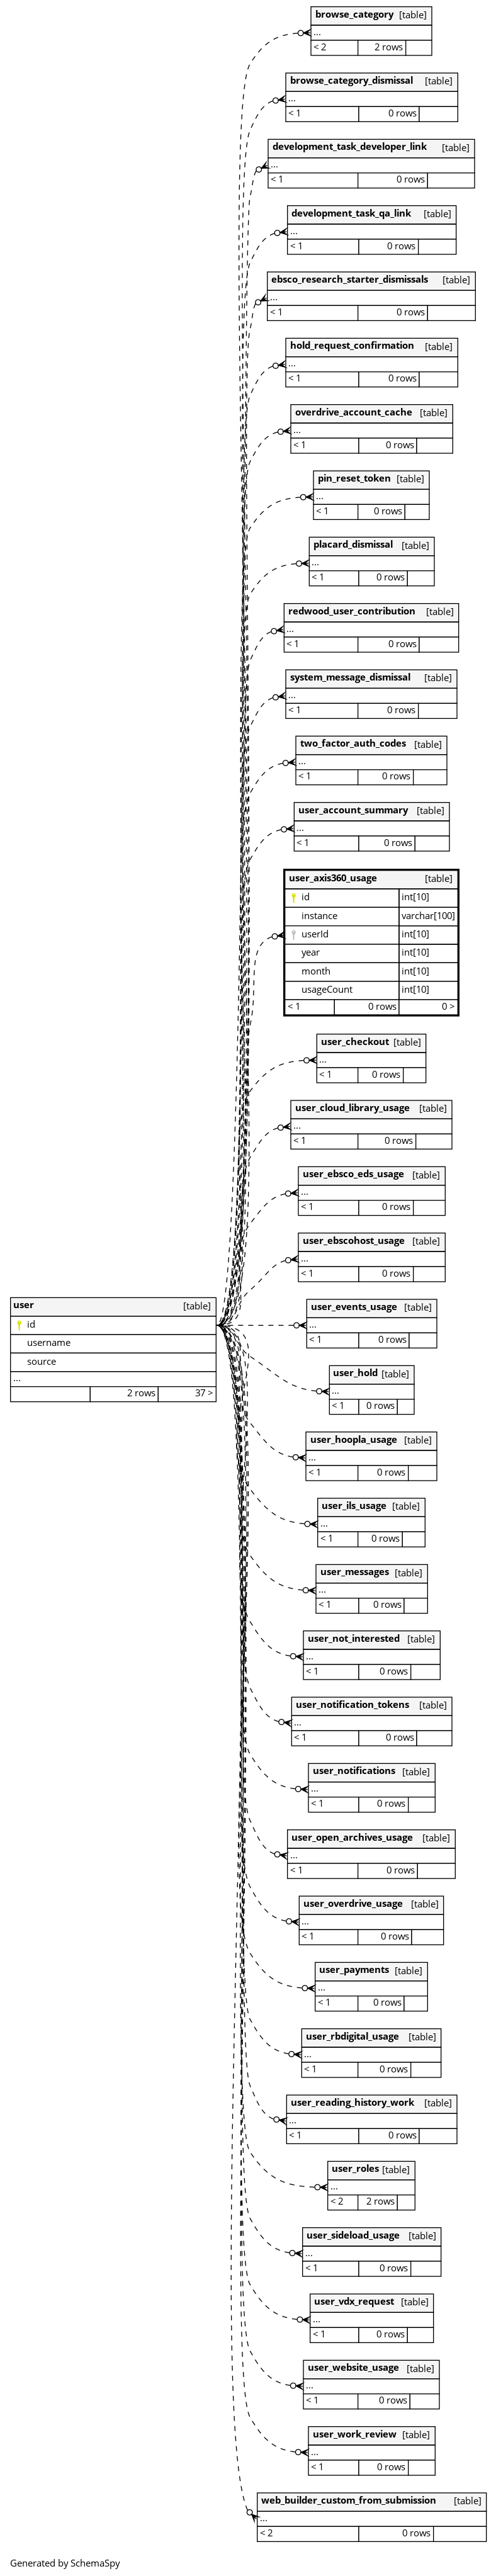 browse_category [table]
...
< 2 2 rows
browse_category_dismissal [table]
...
< 1 0 rows
development_task_developer_link [table]
...
< 1 0 rows
development_task_qa_link [table]
...
< 1 0 rows
ebsco_research_starter_dismissals [table]
...
< 1 0 rows
hold_request_confirmation [table]
...
< 1 0 rows
overdrive_account_cache [table]
...
< 1 0 rows
pin_reset_token [table]
...
< 1 0 rows
placard_dismissal [table]
...
< 1 0 rows
redwood_user_contribution [table]
...
< 1 0 rows
system_message_dismissal [table]
...
< 1 0 rows
two_factor_auth_codes [table]
...
< 1 0 rows
user_account_summary [table]
...
< 1 0 rows
user_axis360_usage [table]
id int[10]
instance varchar[100]
userId int[10]
year int[10]
month int[10]
usageCount int[10]
< 1 0 rows 0 >
user_checkout [table]
...
< 1 0 rows
user_cloud_library_usage [table]
...
< 1 0 rows
user_ebsco_eds_usage [table]
...
< 1 0 rows
user_ebscohost_usage [table]
...
< 1 0 rows
user [table]
id
username
source
...
2 rows 37 >
user_events_usage [table]
...
< 1 0 rows
user_hold [table]
...
< 1 0 rows
user_hoopla_usage [table]
...
< 1 0 rows
user_ils_usage [table]
...
< 1 0 rows
user_messages [table]
...
< 1 0 rows
user_not_interested [table]
...
< 1 0 rows
user_notification_tokens [table]
...
< 1 0 rows
user_notifications [table]
...
< 1 0 rows
user_open_archives_usage [table]
...
< 1 0 rows
user_overdrive_usage [table]
...
< 1 0 rows
user_payments [table]
...
< 1 0 rows
user_rbdigital_usage [table]
...
< 1 0 rows
user_reading_history_work [table]
...
< 1 0 rows
user_roles [table]
...
< 2 2 rows
user_sideload_usage [table]
...
< 1 0 rows
user_vdx_request [table]
...
< 1 0 rows
user_website_usage [table]
...
< 1 0 rows
user_work_review [table]
...
< 1 0 rows
web_builder_custom_from_submission [table]
...
< 2 0 rows
Generated by SchemaSpy